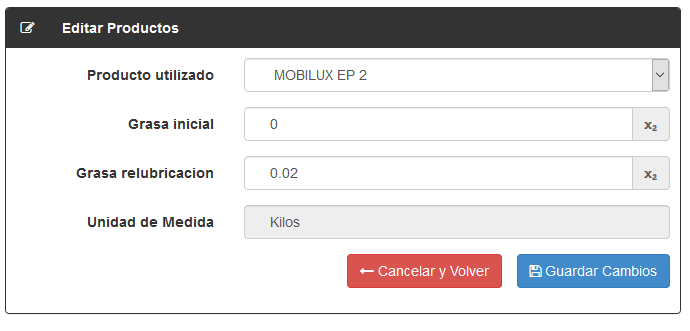 Editar Productos
Producto utilizado MOBILUX EP 2
Grasa inicial 0 x₂
Grasa relubricacion 0.02 x₂
Unidad de Medida Kilos
Cancelar y Volver Guardar Cambios